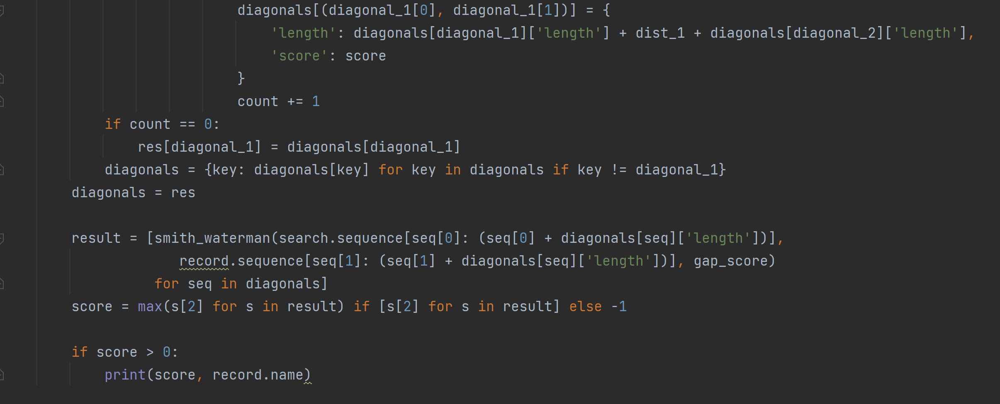 diagonals[(diagonal_1[0], diagonal_1[1])] = {
'length': diagonals[diagonal_1]['length'] + dist_1 + diagonals[diagonal_2]['length'],
'score': score
}
count += 1
if count == 0:
res[diagonal_1] = diagonals[diagonal_1]
diagonals = {key: diagonals[key] for key in diagonals if key != diagonal_1}
diagonals = res
result = [smith_waterman(search.sequence[seq[0]: (seq[0] + diagonals[seq]['length'])],
record.sequence[seq[1]: (seq[1] + diagonals[seq]['length'])], gap_score)
for seq in diagonals]
score = max(s[2] for s in result) if [s[2] for s in result] else -1
if score > 0:
print(score, record.name)